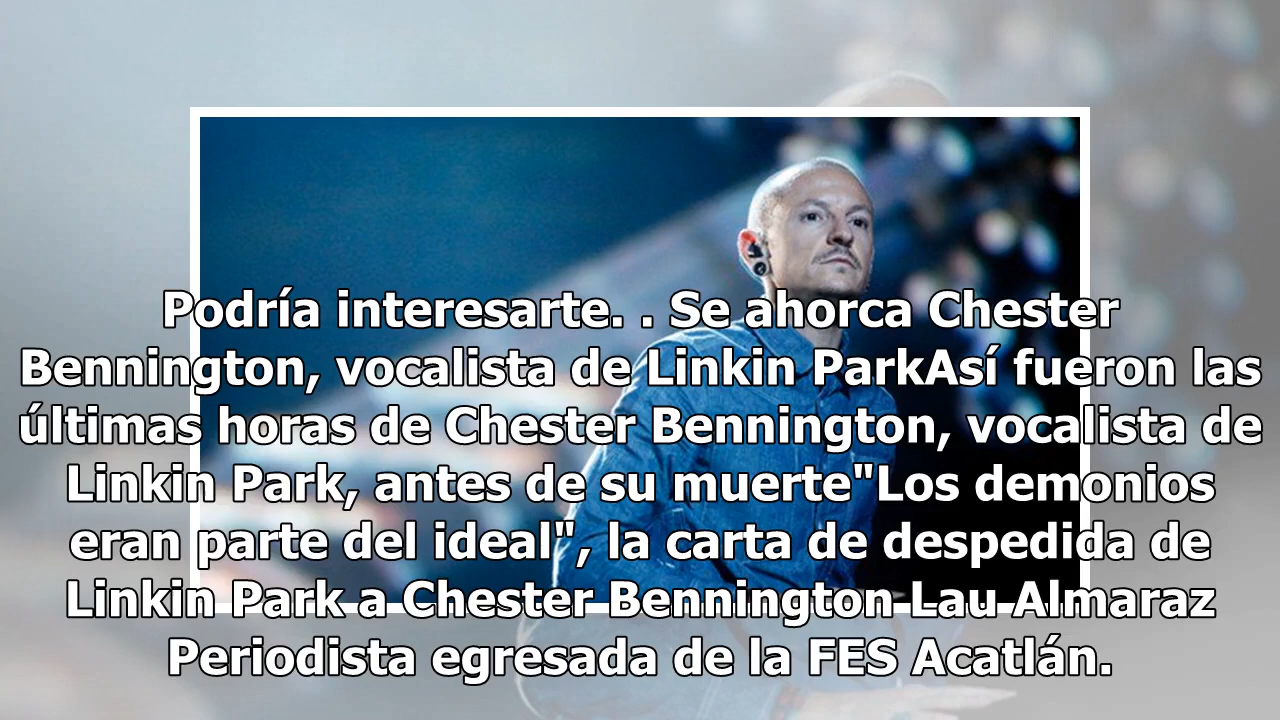 Podría interesarte. . Se ahorca Chester
Bennington, vocalista de Linkin ParkAsí fueron las
últimas horas de Chester Bennington, vocalista de
Linkin Park, antes de su muerte"Los demonios
eran parte del ideal", la carta de despedida de
Linkin Park a Chester Bennington Lau Almaraz
Periodista egresada de la FES Acatlán.